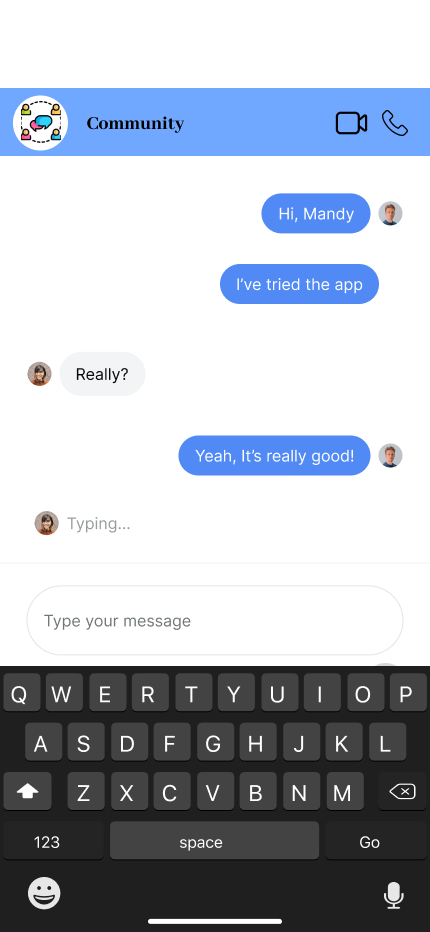 Community
Hi, Mandy
I've tried the app
Really?
Yeah, It's really good!
Typing...
Type your message
Q W E R T Y U I O P
A S D F G H J K L
Z X C V B N M
123 space Go